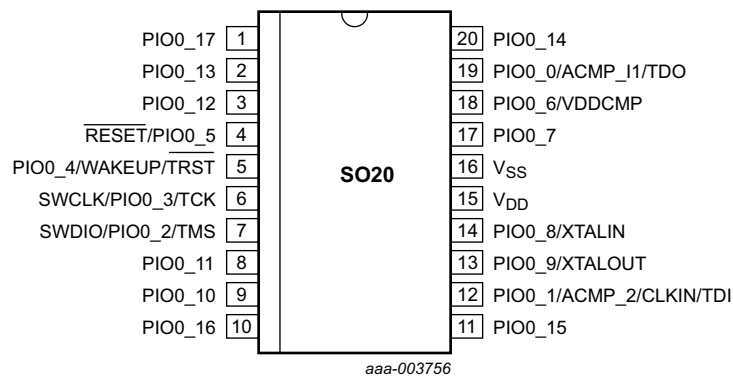 PIO0_17 1
PIO0_13 2
PIO0_12 3
RESET/PIO0_5 4
PIO0_4/WAKEUP/TRST 5
SWCLK/PIO0_3/TCK 6
SWDIO/PIO0_2/TMS 7
PIO0_11 8
PIO0_10 9
PIO0_16 10
SO20
20 PIO0_14
19 PIO0_0/ACMP_I1/TDO
18 PIO0_6/VDDCMP
17 PIO0_7
16 VSS
15 VDD
14 PIO0_8/XTALIN
13 PIO0_9/XTALOUT
12 PIO0_1/ACMP_2/CLKIN/TDI
11 PIO0_15
aaa-003756